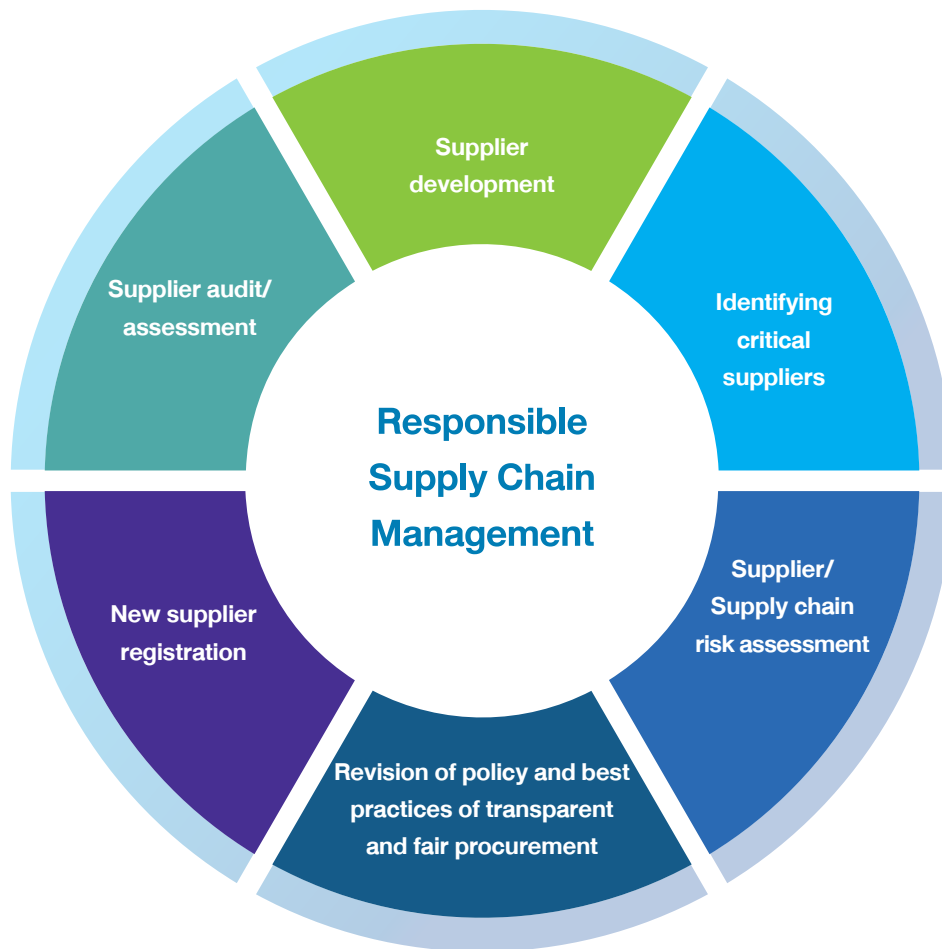 Supplier
development
Identifying
critical
suppliers
Supplier/
Supply chain
risk assessment
Revision of policy and best
practices of transparent
and fair procurement
New supplier
registration
Supplier audit/
assessment
Responsible
Supply Chain
Management